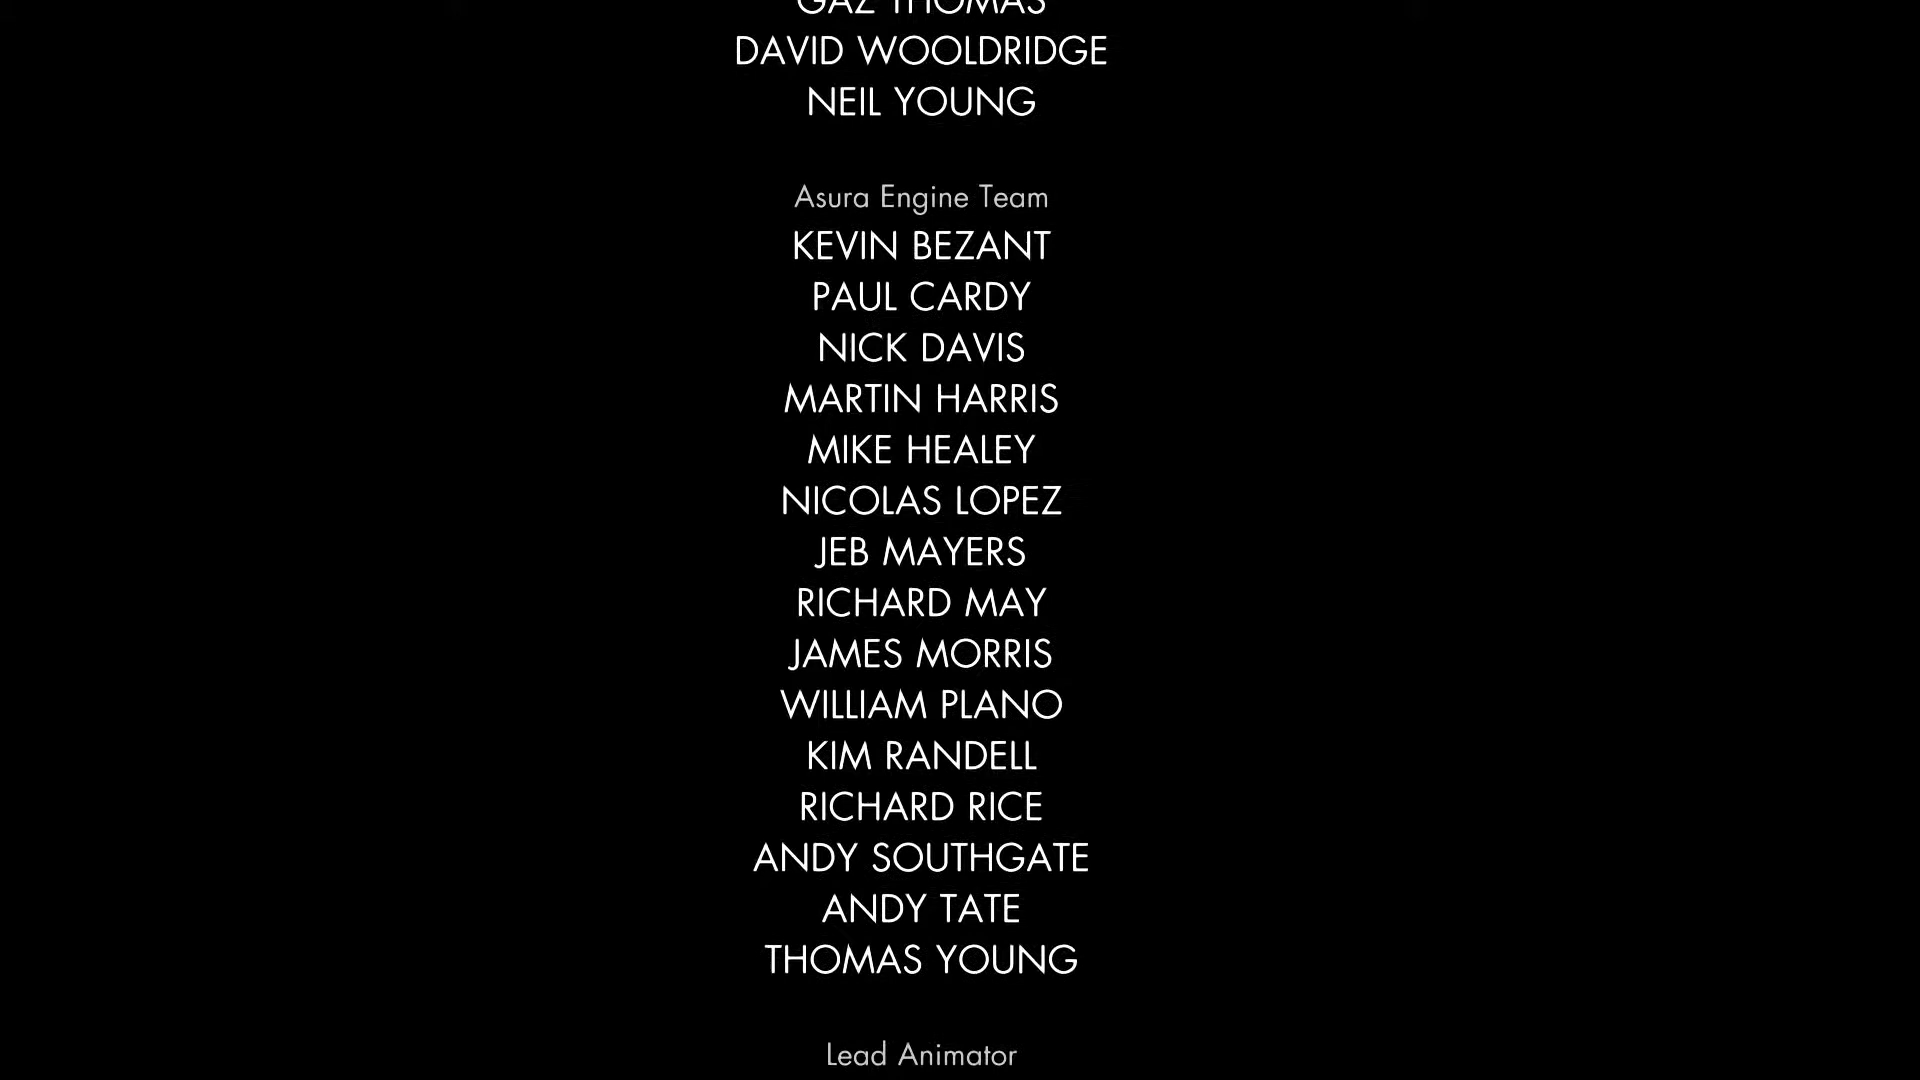 GAZ THOMAS
DAVID WOOLDRIDGE
NEIL YOUNG
Asura Engine Team
KEVIN BEZANT
PAUL CARDY
NICK DAVIS
MARTIN HARRIS
MIKE HEALEY
NICOLAS LOPEZ
JEB MAYERS
RICHARD MAY
JAMES MORRIS
WILLIAM PLANO
KIM RANDELL
RICHARD RICE
ANDY SOUTHGATE
ANDY TATE
THOMAS YOUNG
Lead Animator